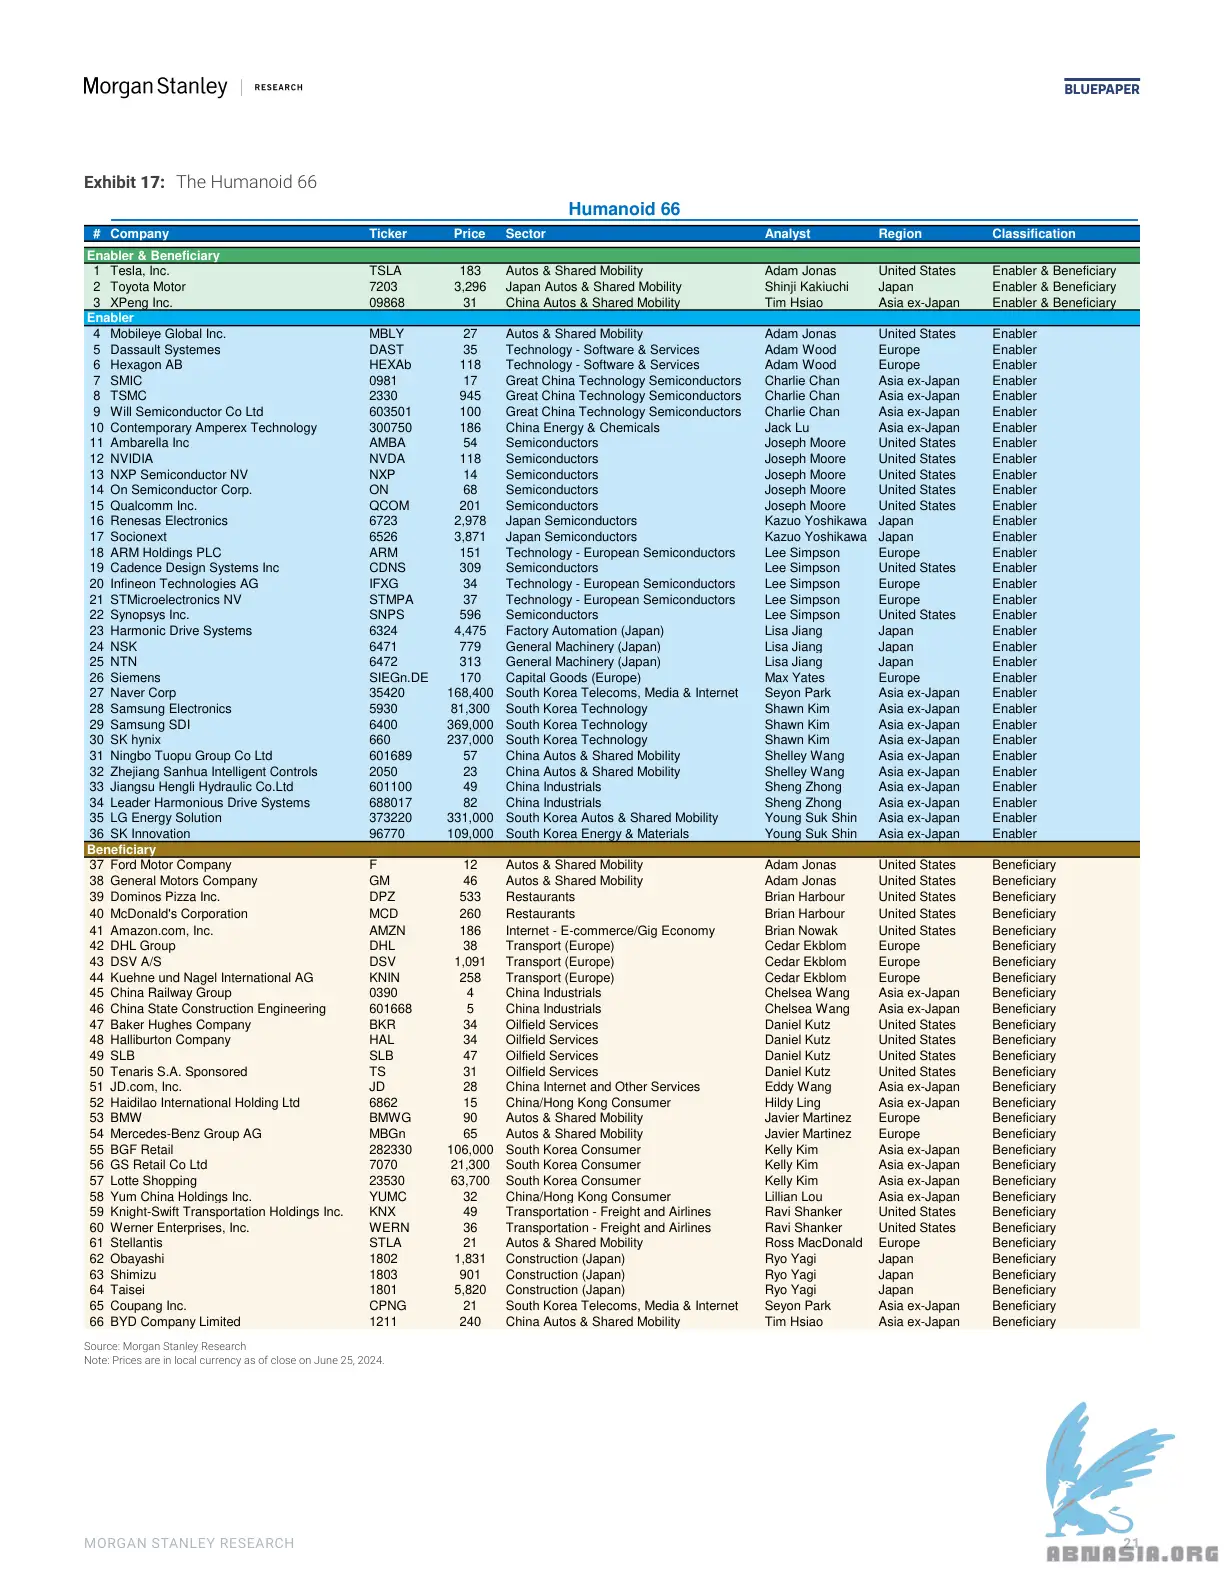 Morgan Stanley | RESEARCH
BLUEPAPER
Exhibit 17: The Humanoid 66
Humanoid 66
# Company Ticker Price Sector Analyst Region Classification
Enabler & Beneficiary
1 Tesla, Inc. TSLA 183 Autos & Shared Mobility Adam Jonas United States Enabler & Beneficiary
2 Toyota Motor 7203 3,296 Japan Autos & Shared Mobility Shinji Kakiuchi Japan Enabler & Beneficiary
3 XPeng Inc. 09868 31 China Autos & Shared Mobility Tim Hsiao Asia ex-Japan Enabler & Beneficiary
Enabler
4 Mobileye Global Inc. MBLY 27 Autos & Shared Mobility Adam Jonas United States Enabler
5 Dassault Systemes DAST 35 Technology - Software & Services Adam Wood Europe Enabler
6 Hexagon AB HEXAb 118 Technology - Software & Services Adam Wood Europe Enabler
7 SMIC 0981 17 Great China Technology Semiconductors Charlie Chan Asia ex-Japan Enabler
8 TSMC 2330 945 Great China Technology Semiconductors Charlie Chan Asia ex-Japan Enabler
9 Will Semiconductor Co Ltd 603501 100 Great China Technology Semiconductors Charlie Chan Asia ex-Japan Enabler
10 Contemporary Amperex Technology 300750 186 China Energy & Chemicals Jack Lu Asia ex-Japan Enabler
11 Ambarella Inc AMBA 54 Semiconductors Joseph Moore United States Enabler
12 NVIDIA NVDA 118 Semiconductors Joseph Moore United States Enabler
13 NXP Semiconductor NV NXP 14 Semiconductors Joseph Moore United States Enabler
14 On Semiconductor Corp. ON 68 Semiconductors Joseph Moore United States Enabler
15 Qualcomm Inc. QCOM 201 Semiconductors Joseph Moore United States Enabler
16 Renesas Electronics 6723 2,978 Japan Semiconductors Kazuo Yoshikawa Japan Enabler
17 Socionext 6526 3,871 Japan Semiconductors Kazuo Yoshikawa Japan Enabler
18 ARM Holdings PLC ARM 151 Technology - European Semiconductors Lee Simpson Europe Enabler
19 Cadence Design Systems Inc CDNS 309 Semiconductors Lee Simpson United States Enabler
20 Infineon Technologies AG IFXG 34 Technology - European Semiconductors Lee Simpson Europe Enabler
21 STMicroelectronics NV STMPA 37 Technology - European Semiconductors Lee Simpson Europe Enabler
22 Synopsys Inc. SNPS 596 Semiconductors Lee Simpson United States Enabler
23 Harmonic Drive Systems 6324 4,475 Factory Automation (Japan) Lisa Jiang Japan Enabler
24 NSK 6471 779 General Machinery (Japan) Lisa Jiang Japan Enabler
25 NTN 6472 313 General Machinery (Japan) Lisa Jiang Japan Enabler
26 Siemens SIEGn.DE 170 Capital Goods (Europe) Max Yates Europe Enabler
27 Naver Corp 35420 168,400 South Korea Telecoms, Media & Internet Seyon Park Asia ex-Japan Enabler
28 Samsung Electronics 5930 81,300 South Korea Technology Shawn Kim Asia ex-Japan Enabler
29 Samsung SDI 6400 369,000 South Korea Technology Shawn Kim Asia ex-Japan Enabler
30 SK hynix 660 237,000 South Korea Technology Shawn Kim Asia ex-Japan Enabler
31 Ningbo Tuopu Group Co Ltd 601689 57 China Autos & Shared Mobility Shelley Wang Asia ex-Japan Enabler
32 Zhejiang Sanhua Intelligent Controls 2050 23 China Autos & Shared Mobility Shelley Wang Asia ex-Japan Enabler
33 Jiangsu Hengli Hydraulic Co.Ltd 601100 49 China Industrials Sheng Zhong Asia ex-Japan Enabler
34 Leader Harmonious Drive Systems 688017 82 China Industrials Sheng Zhong Asia ex-Japan Enabler
35 LG Energy Solution 373220 331,000 South Korea Autos & Shared Mobility Young Suk Shin Asia ex-Japan Enabler
36 SK Innovation 96770 109,000 South Korea Energy & Materials Young Suk Shin Asia ex-Japan Enabler
Beneficiary
37 Ford Motor Company F 12 Autos & Shared Mobility Adam Jonas United States Beneficiary
38 General Motors Company GM 46 Autos & Shared Mobility Adam Jonas United States Beneficiary
39 Dominos Pizza Inc. DPZ 533 Restaurants Brian Harbour United States Beneficiary
40 McDonald's Corporation MCD 260 Restaurants Brian Harbour United States Beneficiary
41 Amazon.com, Inc. AMZN 186 Internet - E-commerce/Gig Economy Brian Nowak United States Beneficiary
42 DHL Group DHL 38 Transport (Europe) Cedar Ekblom Europe Beneficiary
43 DSV A/S DSV 1,091 Transport (Europe) Cedar Ekblom Europe Beneficiary
44 Kuehne und Nagel International AG KNIN 258 Transport (Europe) Cedar Ekblom Europe Beneficiary
45 China Railway Group 0390 4 China Industrials Chelsea Wang Asia ex-Japan Beneficiary
46 China State Construction Engineering 601668 5 China Industrials Chelsea Wang Asia ex-Japan Beneficiary
47 Baker Hughes Company BKR 34 Oilfield Services Daniel Kutz United States Beneficiary
48 Halliburton Company HAL 34 Oilfield Services Daniel Kutz United States Beneficiary
49 SLB SLB 47 Oilfield Services Daniel Kutz United States Beneficiary
50 Tenaris S.A. Sponsored TS 31 Oilfield Services Daniel Kutz United States Beneficiary
51 JD.com, Inc. JD 28 China Internet and Other Services Eddy Wang Asia ex-Japan Beneficiary
52 Haidilao International Holding Ltd 6862 15 China/Hong Kong Consumer Hildy Ling Asia ex-Japan Beneficiary
53 BMW BMWG 90 Autos & Shared Mobility Javier Martinez Europe Beneficiary
54 Mercedes-Benz Group AG MBGn 65 Autos & Shared Mobility Javier Martinez Europe Beneficiary
55 BGF Retail 282330 106,000 South Korea Consumer Kelly Kim Asia ex-Japan Beneficiary
56 GS Retail Co Ltd 7070 21,300 South Korea Consumer Kelly Kim Asia ex-Japan Beneficiary
57 Lotte Shopping 23530 63,700 South Korea Consumer Kelly Kim Asia ex-Japan Beneficiary
58 Yum China Holdings Inc. YUMC 32 China/Hong Kong Consumer Lillian Lou Asia ex-Japan Beneficiary
59 Knight-Swift Transportation Holdings Inc. KNX 49 Transportation - Freight and Airlines Ravi Shanker United States Beneficiary
60 Werner Enterprises, Inc. WERN 36 Transportation - Freight and Airlines Ravi Shanker United States Beneficiary
61 Stellantis STLA 21 Autos & Shared Mobility Ross MacDonald Europe Beneficiary
62 Obayashi 1802 1,831 Construction (Japan) Ryo Yagi Japan Beneficiary
63 Shimizu 1803 901 Construction (Japan) Ryo Yagi Japan Beneficiary
64 Taisei 1801 5,820 Construction (Japan) Ryo Yagi Japan Beneficiary
65 Coupang Inc. CPNG 21 South Korea Telecoms, Media & Internet Seyon Park Asia ex-Japan Beneficiary
66 BYD Company Limited 1211 240 China Autos & Shared Mobility Tim Hsiao Asia ex-Japan Beneficiary
Source: Morgan Stanley Research
Note: Prices are in local currency as of close on June 25, 2024.
MORGAN STANLEY RESEARCH
21
ABNASIA.ORG